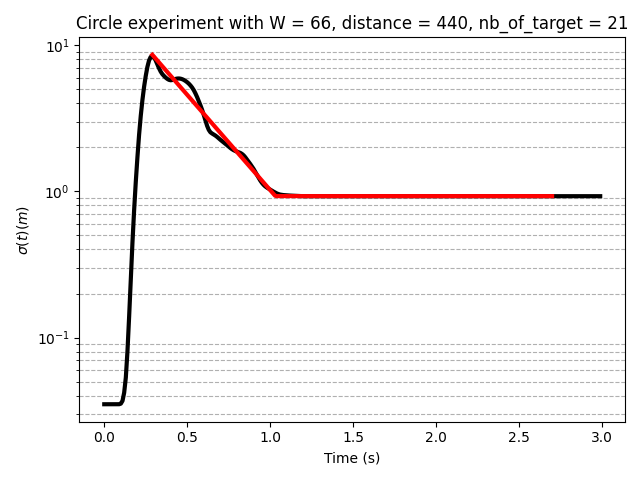 Circle experiment with W = 66, distance = 440, nb_of_target = 21
10¹
10⁰
10⁻¹
σ(t)(m)
0.0 0.5 1.0 1.5 2.0 2.5 3.0
Time (s)